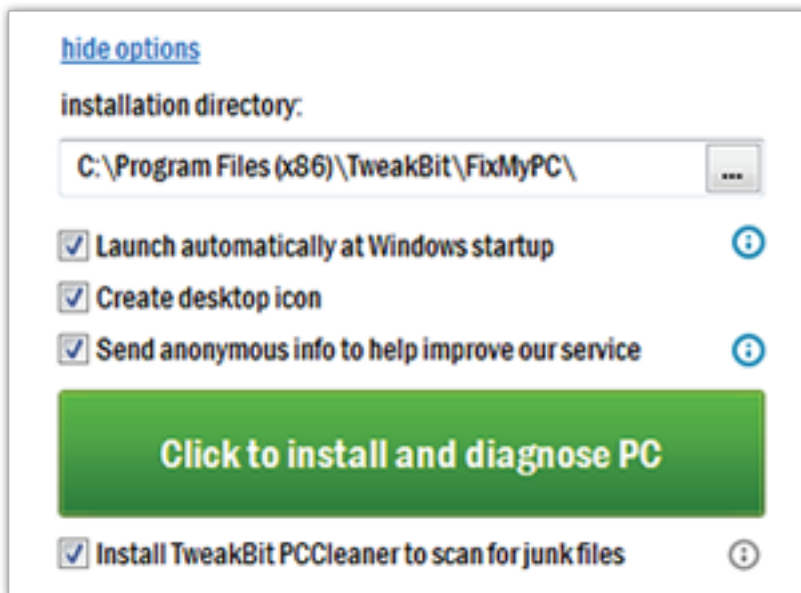 hide options
installation directory:
C:\Program Files (x86)\TweakBit\FixMyPC\
...
Launch automatically at Windows startup
Create desktop icon
Send anonymous info to help improve our service
Click to install and diagnose PC
Install TweakBit PCCleaner to scan for junk files